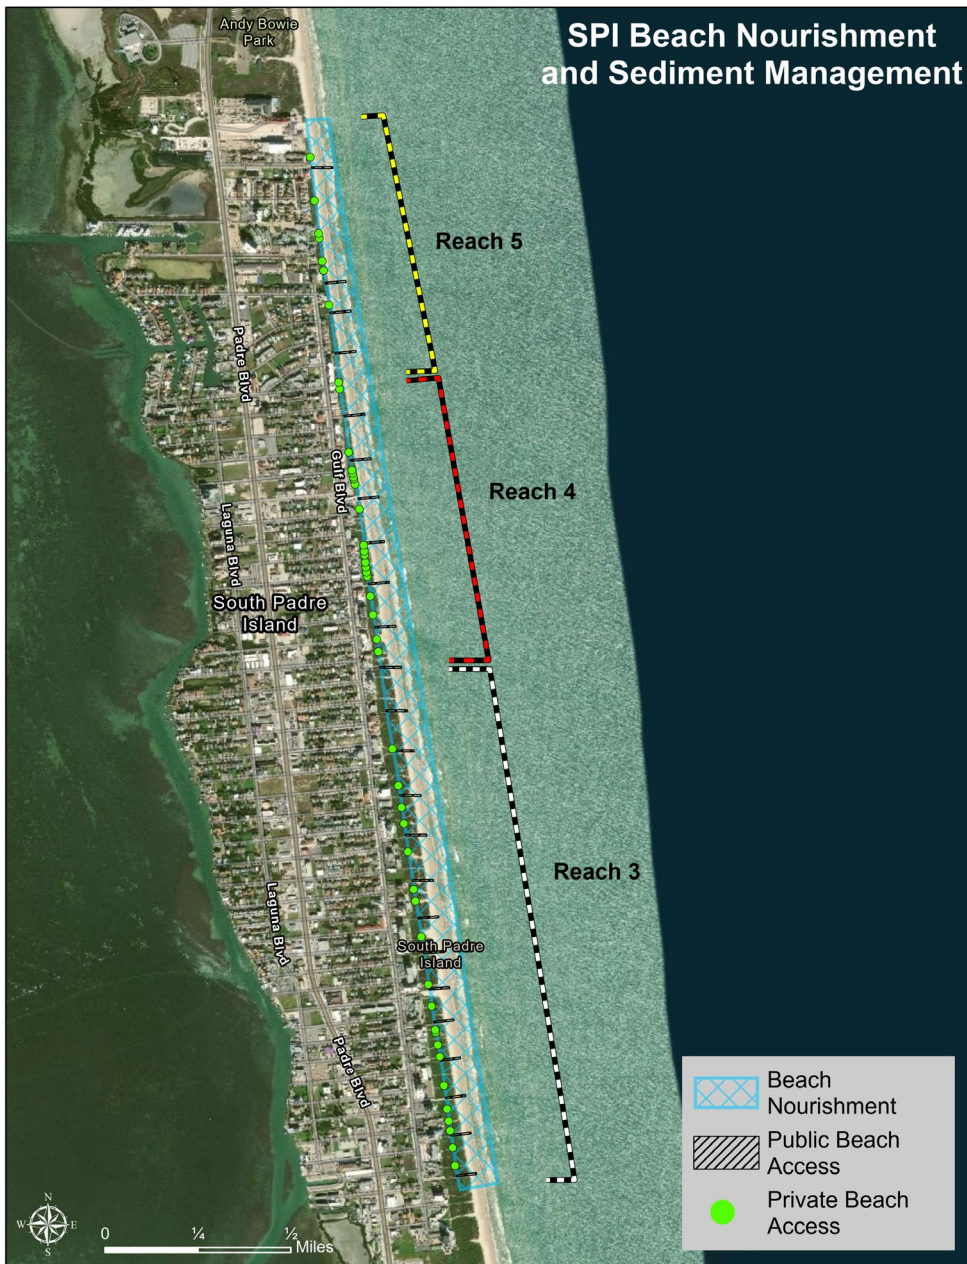 Andy Bowie
Park
SPI Beach Nourishment
and Sediment Management
Reach 5
Padre Blvd
Gulf Blvd
Reach 4
Laguna Blvd
South Padre
Island
Reach 3
Laguna Blvd
South Padre
Island
Padre Blvd
Beach
Nourishment
Public Beach
Access
Private Beach
Access
N
W E
S
0 ¼ ½
Miles